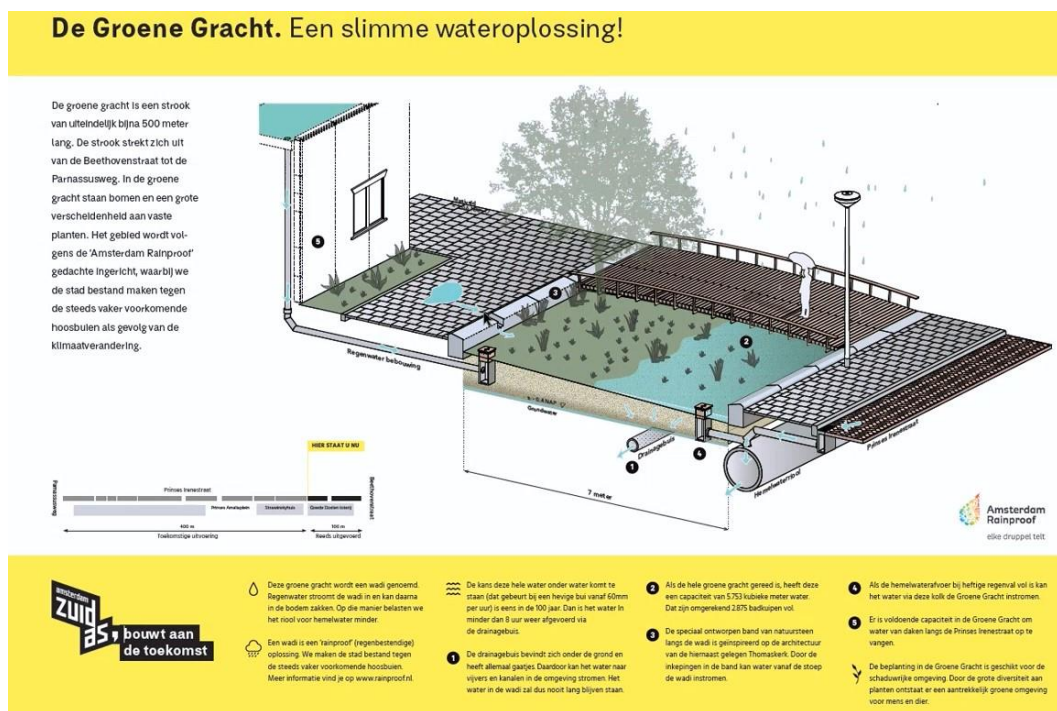 De Groene Gracht. Een slimme wateroplossing!
De groene gracht is een strook
van uiteindelijk bijna 500 meter
lang. De strook strekt zich uit
van de Beethovenstraat tot de
Parnassusweg. In de groene
gracht staan bomen en een grote
verscheidenheid aan vaste
planten. Het gebied wordt vol-
gens de 'Amsterdam Rainproof'
gedachte ingericht, waarbij we
de stad bestand maken tegen
de steeds vaker voorkomende
hoosbuien als gevolg van de
klimaatverandering.
5
3
2
Regenwater bebouwing
Grondwater
Drainagebuis
1
4
Hemelwaterriool
Prinses Irenestraat
7 meter
HIER STAAT U NU
Parnassusweg
Prinses Irenestraat
Beethovenstraat
Prinses Amaliaplein
400 m
100 m
Toekomstige uitvoering
Reeds uitgevoerd
Amsterdam
Rainproof
elke druppel telt
amsterdam
zuid
as,
bouwt aan
de toekomst
Deze groene gracht wordt een wadi genoemd.
Regenwater stroomt de wadi in en kan daarna
in de bodem zakken. Op die manier belasten we
het riool voor hemelwater minder.
Een wadi is een 'rainproof' (regenbestendige)
oplossing. We maken de stad bestand tegen
de steeds vaker voorkomende hoosbuien.
Meer informatie vind je op www.rainproof.nl.
De kans deze hele water onder water komt te
staan (dat gebeurt bij een hevige bui vanaf 60mm
per uur) is eens in de 100 jaar. Dan is het water in
minder dan 8 uur weer afgevoerd via
de drainagebuis.
1
De drainagebuis bevindt zich onder de grond en
heeft allemaal gaatjes. Daardoor kan het water naar
vijvers en kanalen in de omgeving stromen. Het
water in de wadi zal dus nooit lang blijven staan.
2
Als de hele groene gracht gereed is, heeft deze
een capaciteit van 5.753 kubieke meter water.
Dat zijn omgerekend 2.875 badkuipen vol.
3
De speciaal ontworpen band van natuursteen
langs de wadi is geïnspireerd op de architectuur
van de hiernaast gelegen Thomaskerk. Door de
inkepingen in de band kan water vanaf de stoep
de wadi instromen.
4
Als de hemelwaterafvoer bij heftige regenval vol is kan
het water via deze kolk de Groene Gracht instromen.
5
Er is voldoende capaciteit in de Groene Gracht om
water van daken langs de Prinses Irenestraat op te
vangen.
De beplanting in de Groene Gracht is geschikt voor de
schaduwrijke omgeving. Door de grote diversiteit aan
planten ontstaat er een aantrekkelijk groene omgeving
voor mens en dier.